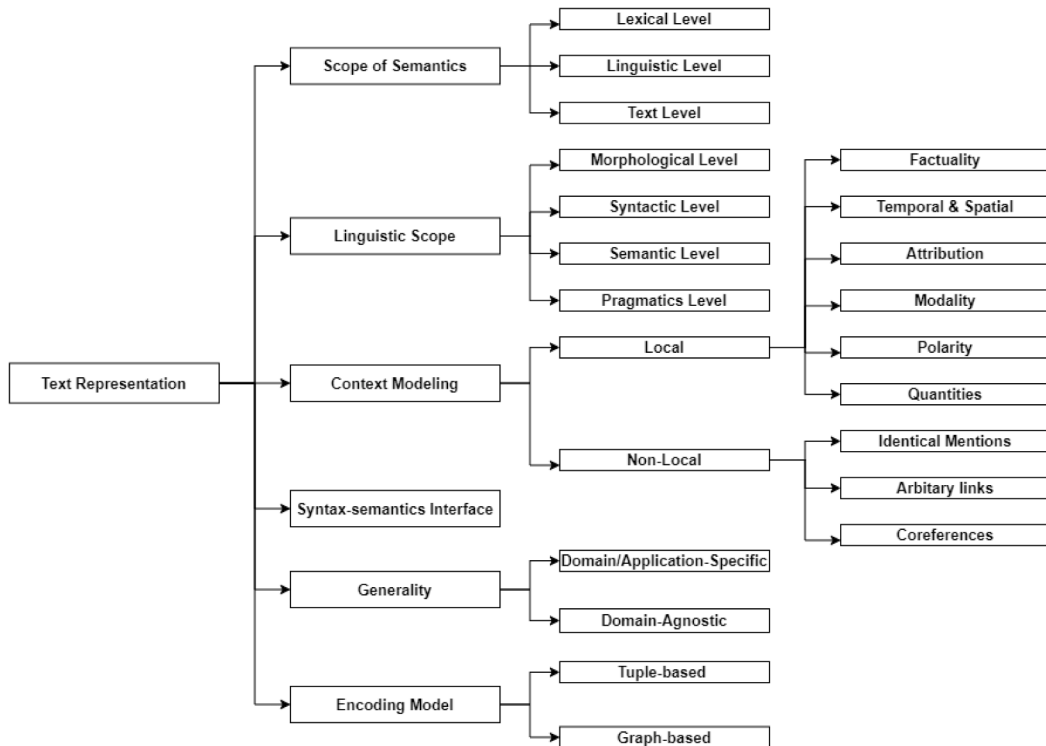 Lexical Level
Scope of Semantics
Linguistic Level
Text Level
Morphological Level
Factuality
Syntactic Level
Temporal & Spatial
Linguistic Scope
Semantic Level
Attribution
Pragmatics Level
Modality
Local
Polarity
Text Representation
Context Modeling
Quantities
Identical Mentions
Non-Local
Arbitary links
Syntax-semantics Interface
Coreferences
Domain/Application-Specific
Generality
Domain-Agnostic
Tuple-based
Encoding Model
Graph-based